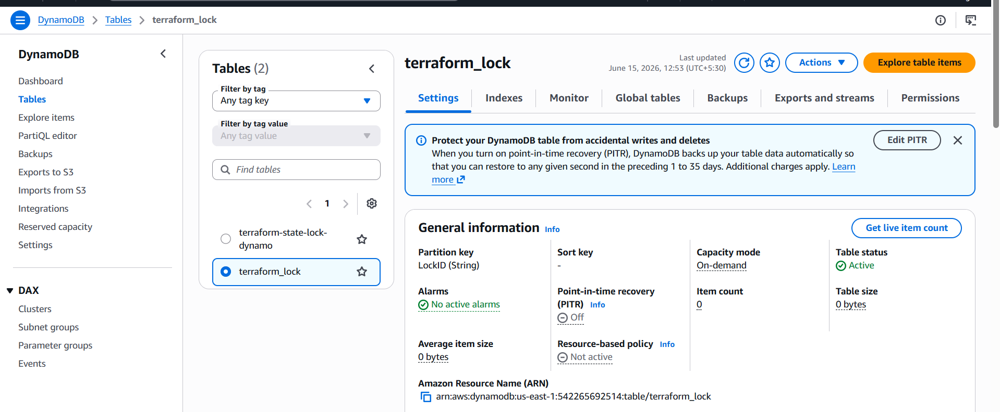 DynamoDB
Tables
terraform_lock
DynamoDB
Dashboard
Tables
Explore items
PartiQL editor
Backups
Exports to S3
Imports from S3
Integrations
Reserved capacity
Settings
DAX
Clusters
Subnet groups
Parameter groups
Events
Tables (2)
Filter by tag
Any tag key
Filter by tag value
Any tag value
Find tables
1
terraform-state-lock-
dynamo
terraform_lock
terraform_lock
Last updated
June 15, 2026, 12:53 (UTC+5:30)
Actions
Explore table items
Settings
Indexes
Monitor
Global tables
Backups
Exports and streams
Permissions
Protect your DynamoDB table from accidental writes and deletes
When you turn on point-in-time recovery (PITR), DynamoDB backs up your table data automatically so
that you can restore to any given second in the preceding 1 to 35 days. Additional charges apply. Learn
more
Edit PITR
General information Info
Get live item count
Partition key
LockID (String)
Sort key
-
Capacity mode
On-demand
Table status
Active
Alarms
No active alarms
Point-in-time recovery
(PITR) Info
Off
Item count
0
Table size
0 bytes
Average item size
0 bytes
Resource-based policy Info
Not active
Amazon Resource Name (ARN)
arn:aws:dynamodb:us-east-1:542265692514:table/terraform_lock